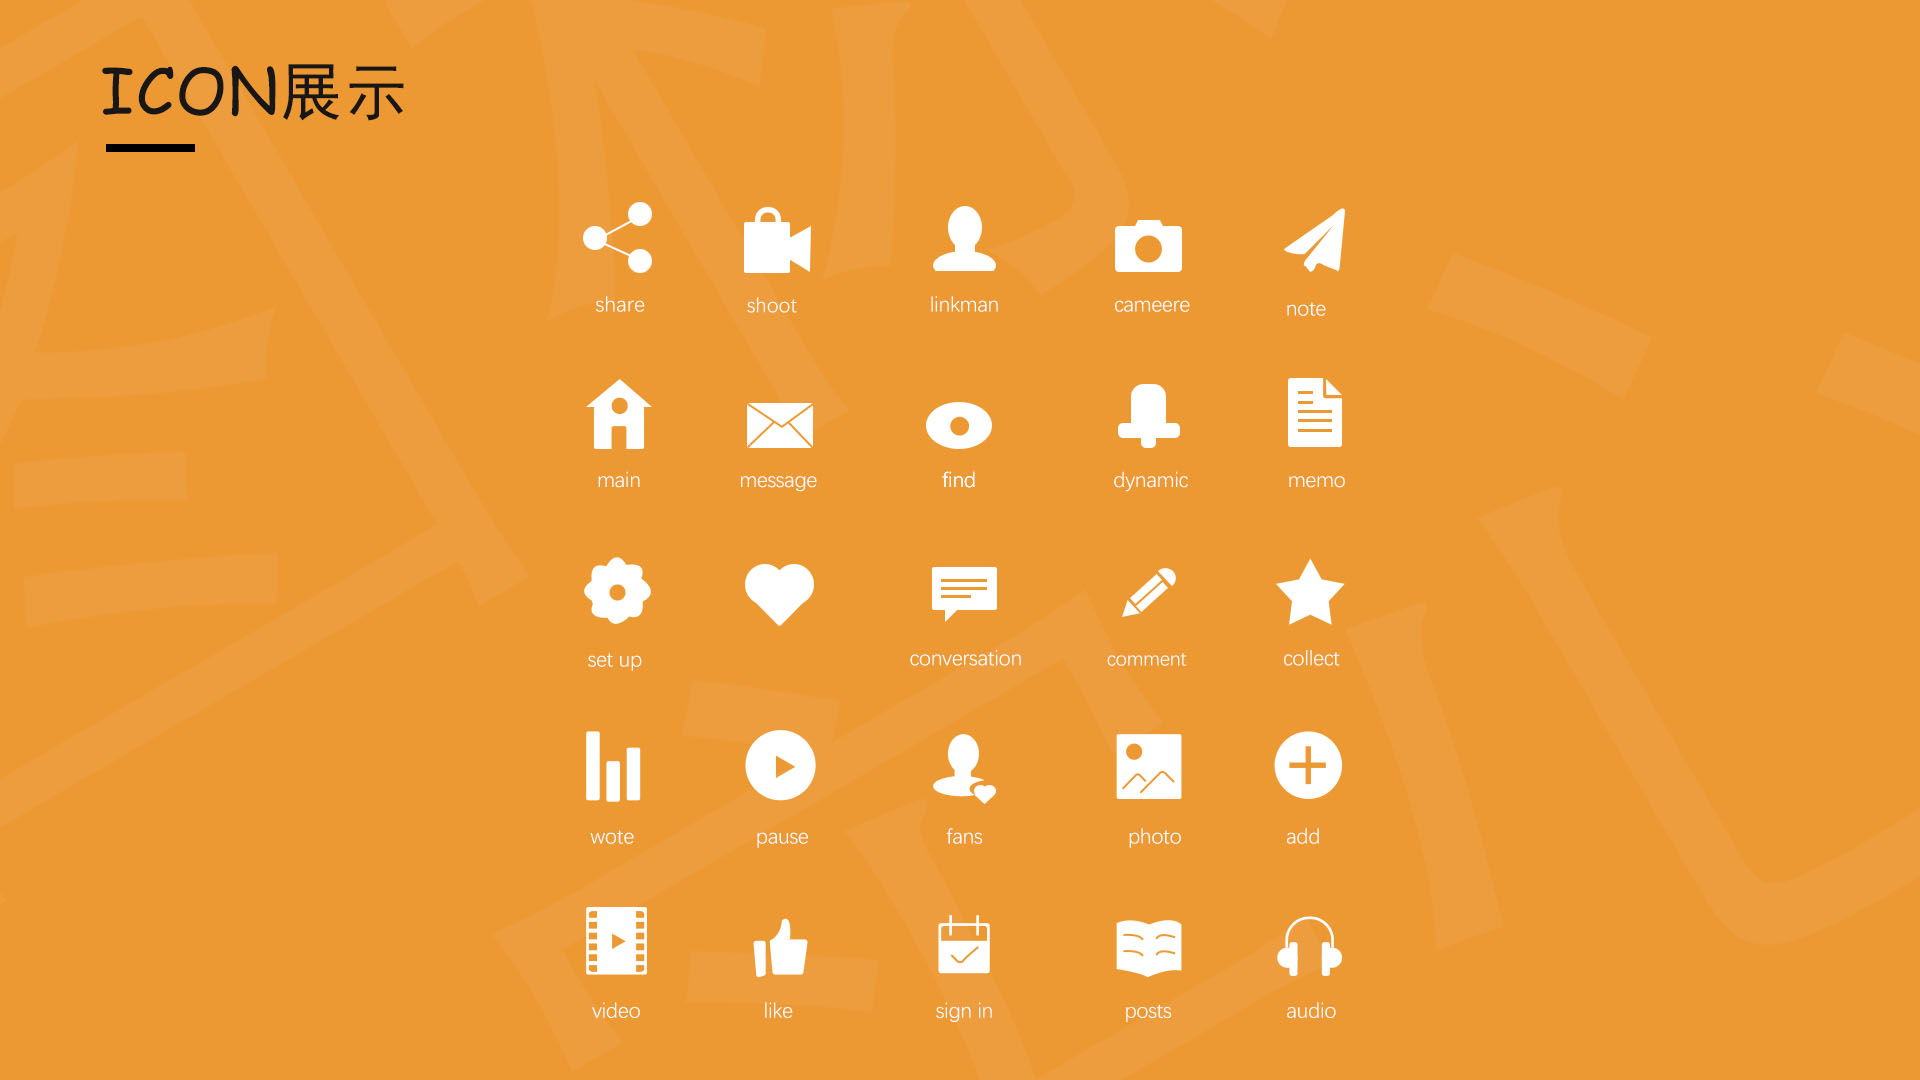 ICON展示
share
shoot
linkman
cameere
note
main
message
find
dynamic
memo
set up
conversation
comment
collect
wote
pause
fans
photo
add
video
like
sign in
posts
audio